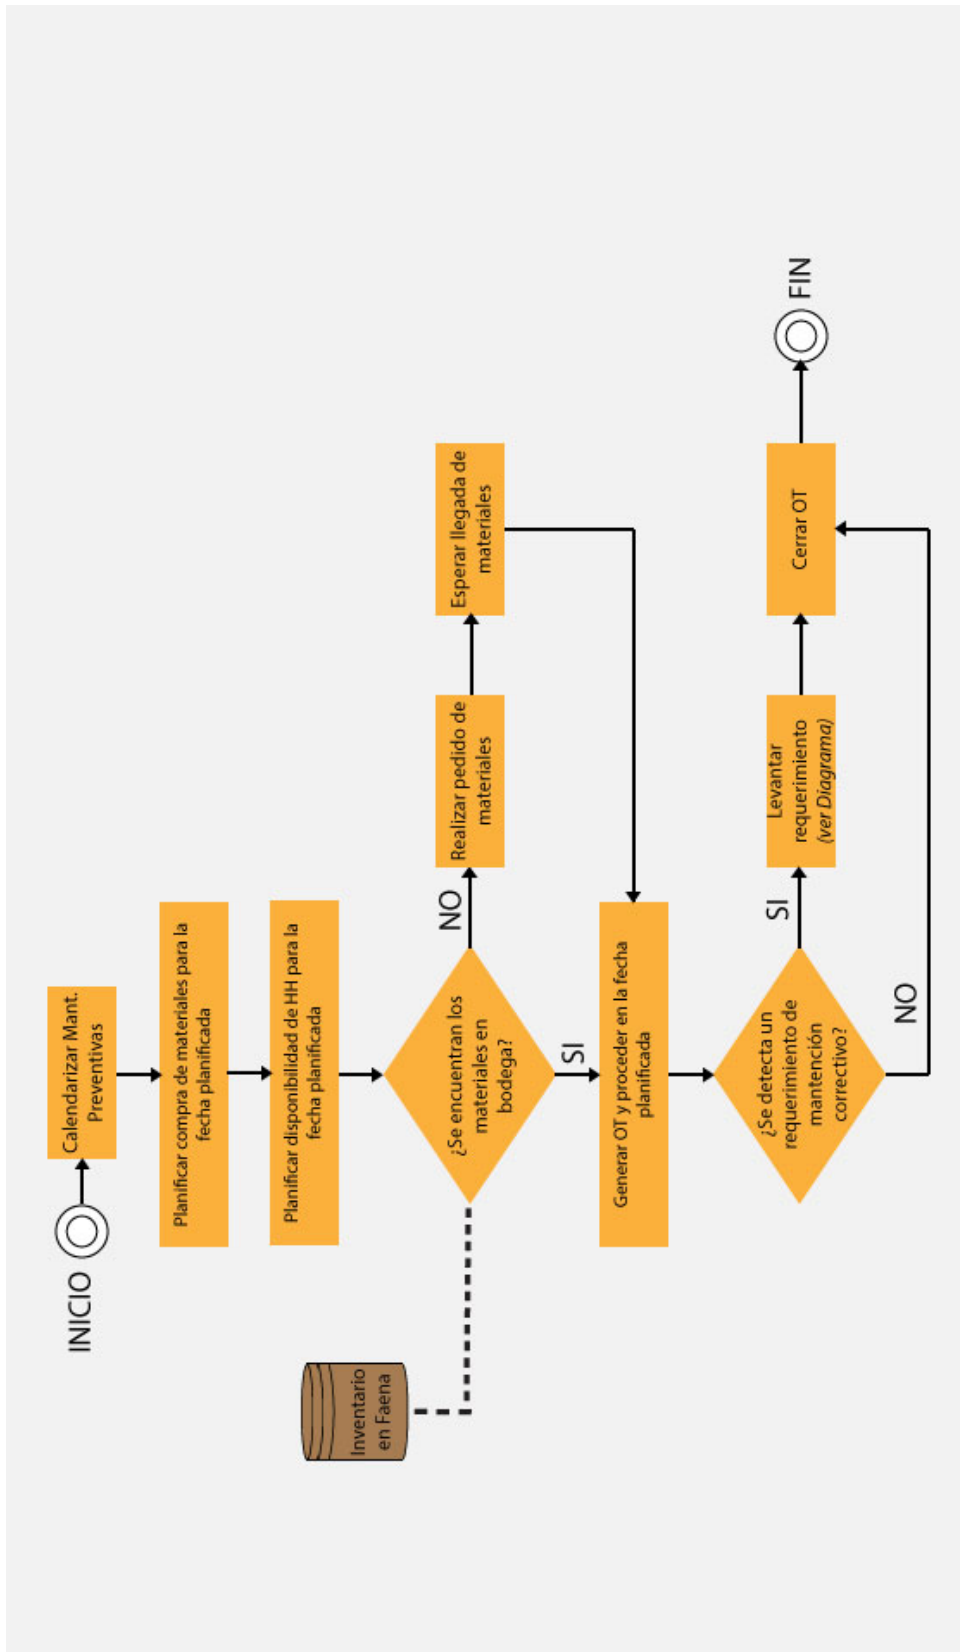 INICIO
Calendarizar Mant.
Preventivas
Planificar compra de materiales para la
fecha planificada
Planificar disponibilidad de HH para la
fecha planificada
Inventario
en Faena
¿Se encuentran los
materiales en
bodega?
NO
Realizar pedido de
materiales
Esperar llegada de
materiales
SI
Generar OT y proceder en la fecha
planificada
¿Se detecta un
requerimiento de
mantención
correctivo?
SI
Levantar
requerimiento
(ver Diagrama)
Cerrar OT
FIN
NO